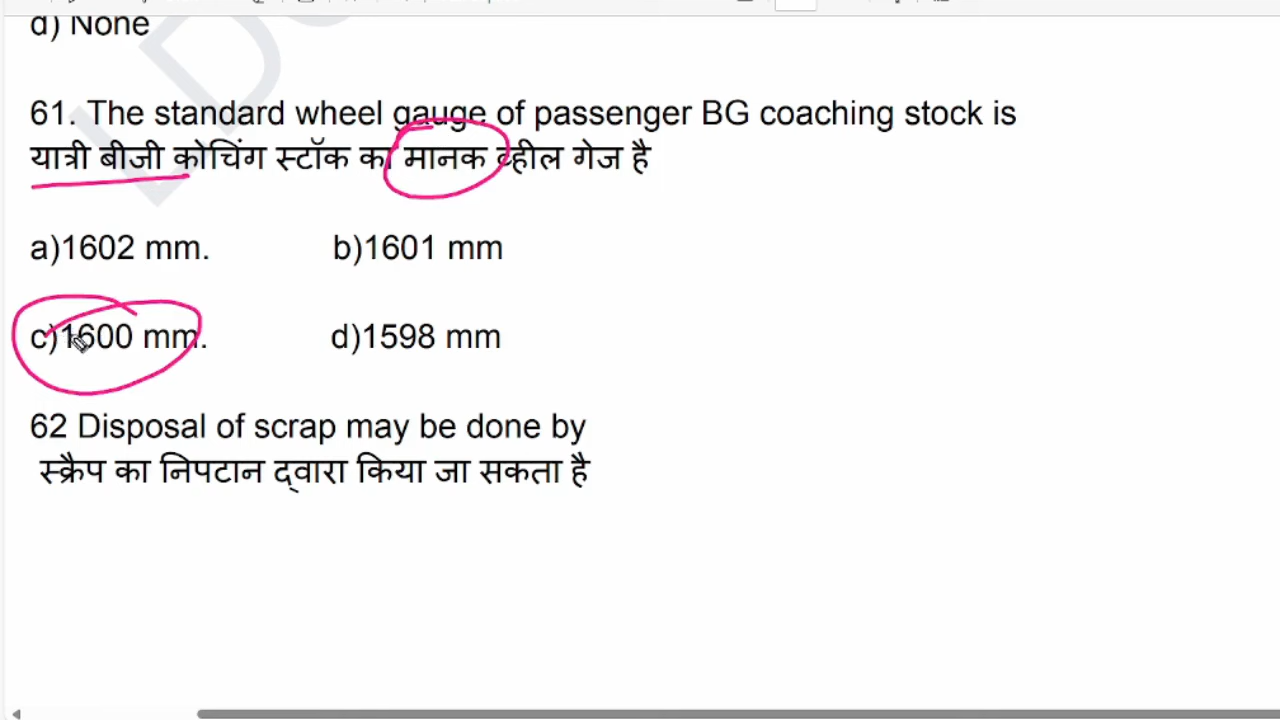 d) None
61. The standard wheel gauge of passenger BG coaching stock is
यात्री बीजी कोचिंग स्टॉक का मानक व्हील गेज है
a)1602 mm. b)1601 mm
c)1600 mm. d)1598 mm
62 Disposal of scrap may be done by
स्क्रैप का निपटान द्वारा किया जा सकता है